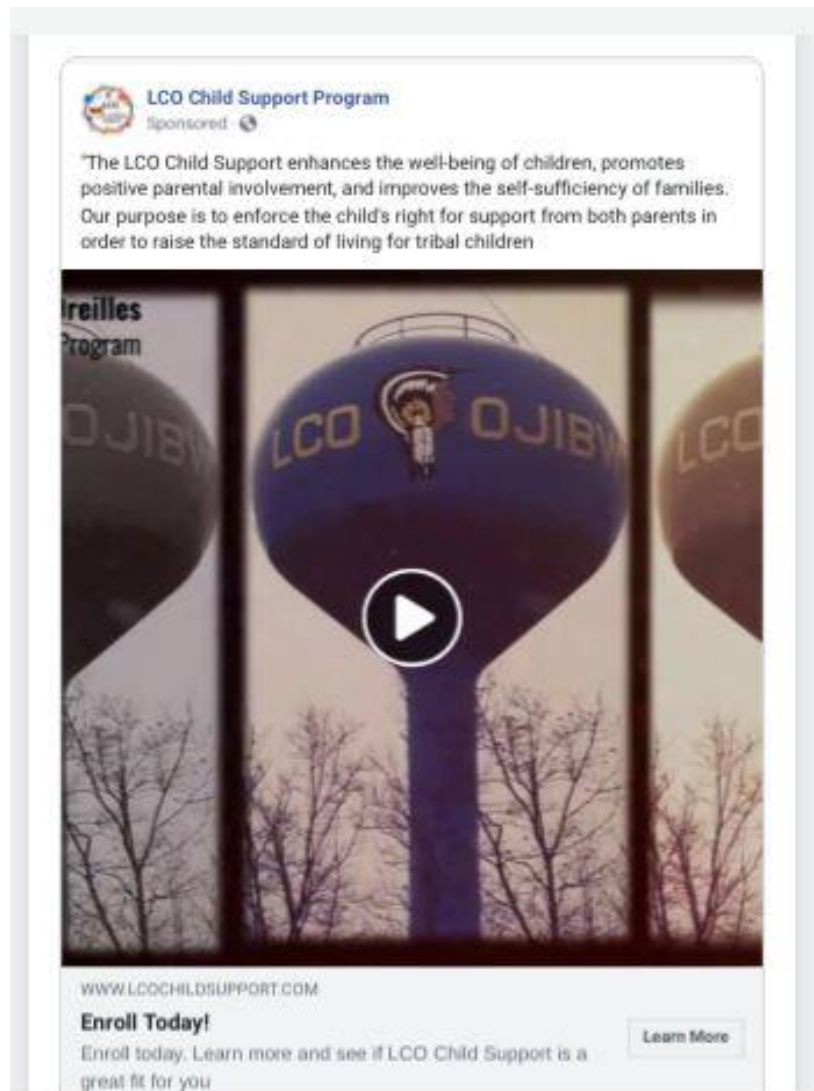 LCO Child Support Program
Sponsored
"The LCO Child Support enhances the well-being of children, promotes
positive parental involvement, and improves the self-sufficiency of families.
Our purpose is to enforce the child's right for support from both parents in
order to raise the standard of living for tribal children
reilles
Program
OJIBW
LCO OJIBW
LCO
WWW.LCOCHILDSUPPORT.COM
Enroll Today!
Learn More
Enroll today. Learn more and see if LCO Child Support is a
great fit for you